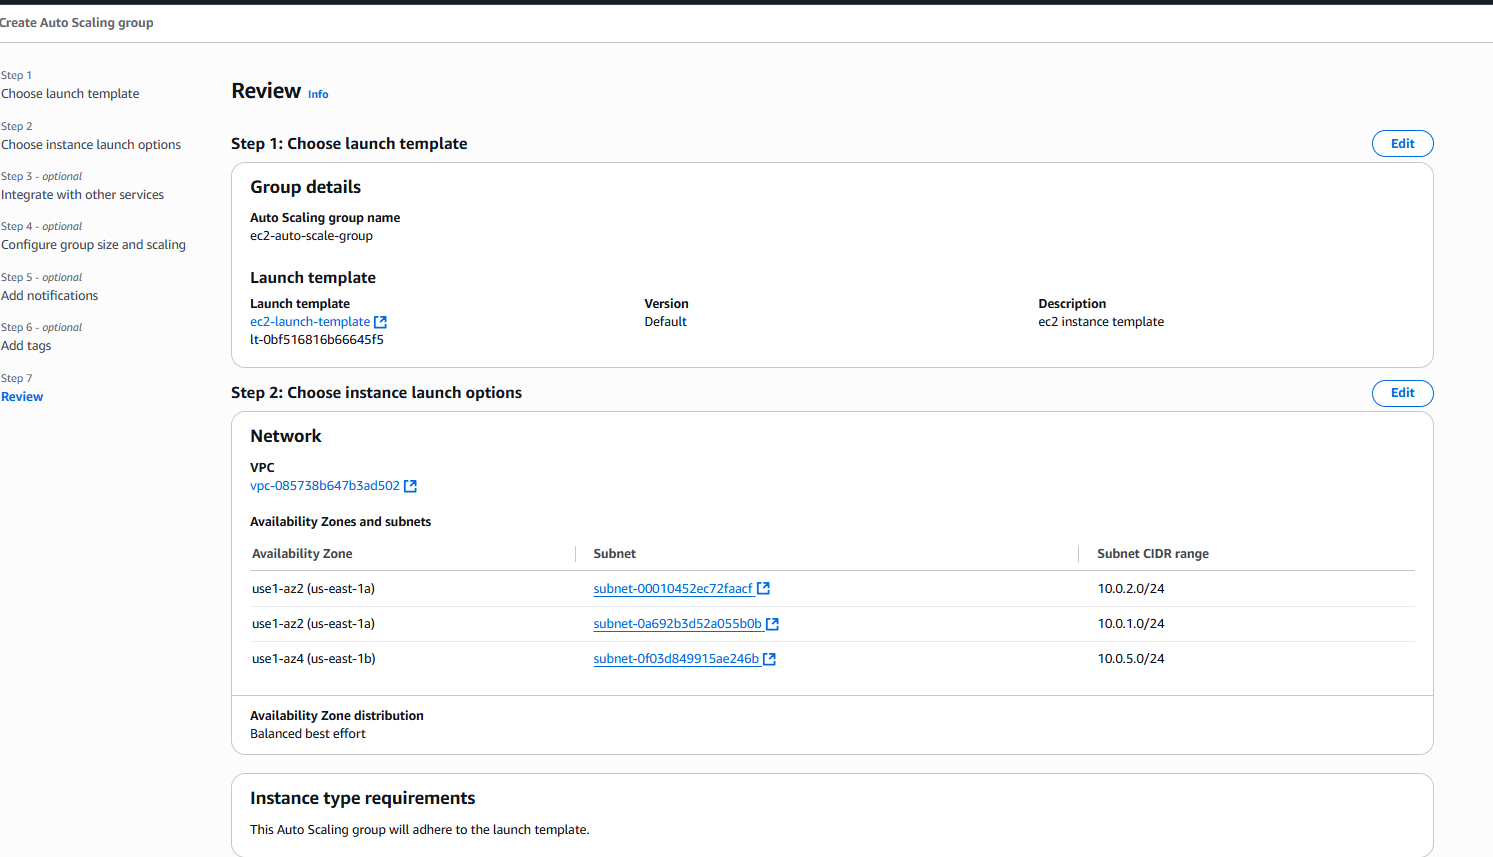 Create Auto Scaling group
Step 1
Choose launch template
Step 2
Choose instance launch options
Step 3 - optional
Integrate with other services
Step 4 - optional
Configure group size and scaling
Step 5 - optional
Add notifications
Step 6 - optional
Add tags
Step 7
Review
Review Info
Step 1: Choose launch template
Edit
Group details
Auto Scaling group name
ec2-auto-scale-group
Launch template
Launch template Version Description
ec2-launch-template Default ec2 instance template
lt-0bf516816b66645f5
Step 2: Choose instance launch options
Edit
Network
VPC
vpc-085738b647b3ad502
Availability Zones and subnets
Availability Zone Subnet Subnet CIDR range
use1-az2 (us-east-1a) subnet-00010452ec72faacf 10.0.2.0/24
use1-az2 (us-east-1a) subnet-0a692b3d52a055b0b 10.0.1.0/24
use1-az4 (us-east-1b) subnet-0f03d849915ae246b 10.0.5.0/24
Availability Zone distribution
Balanced best effort
Instance type requirements
This Auto Scaling group will adhere to the launch template.